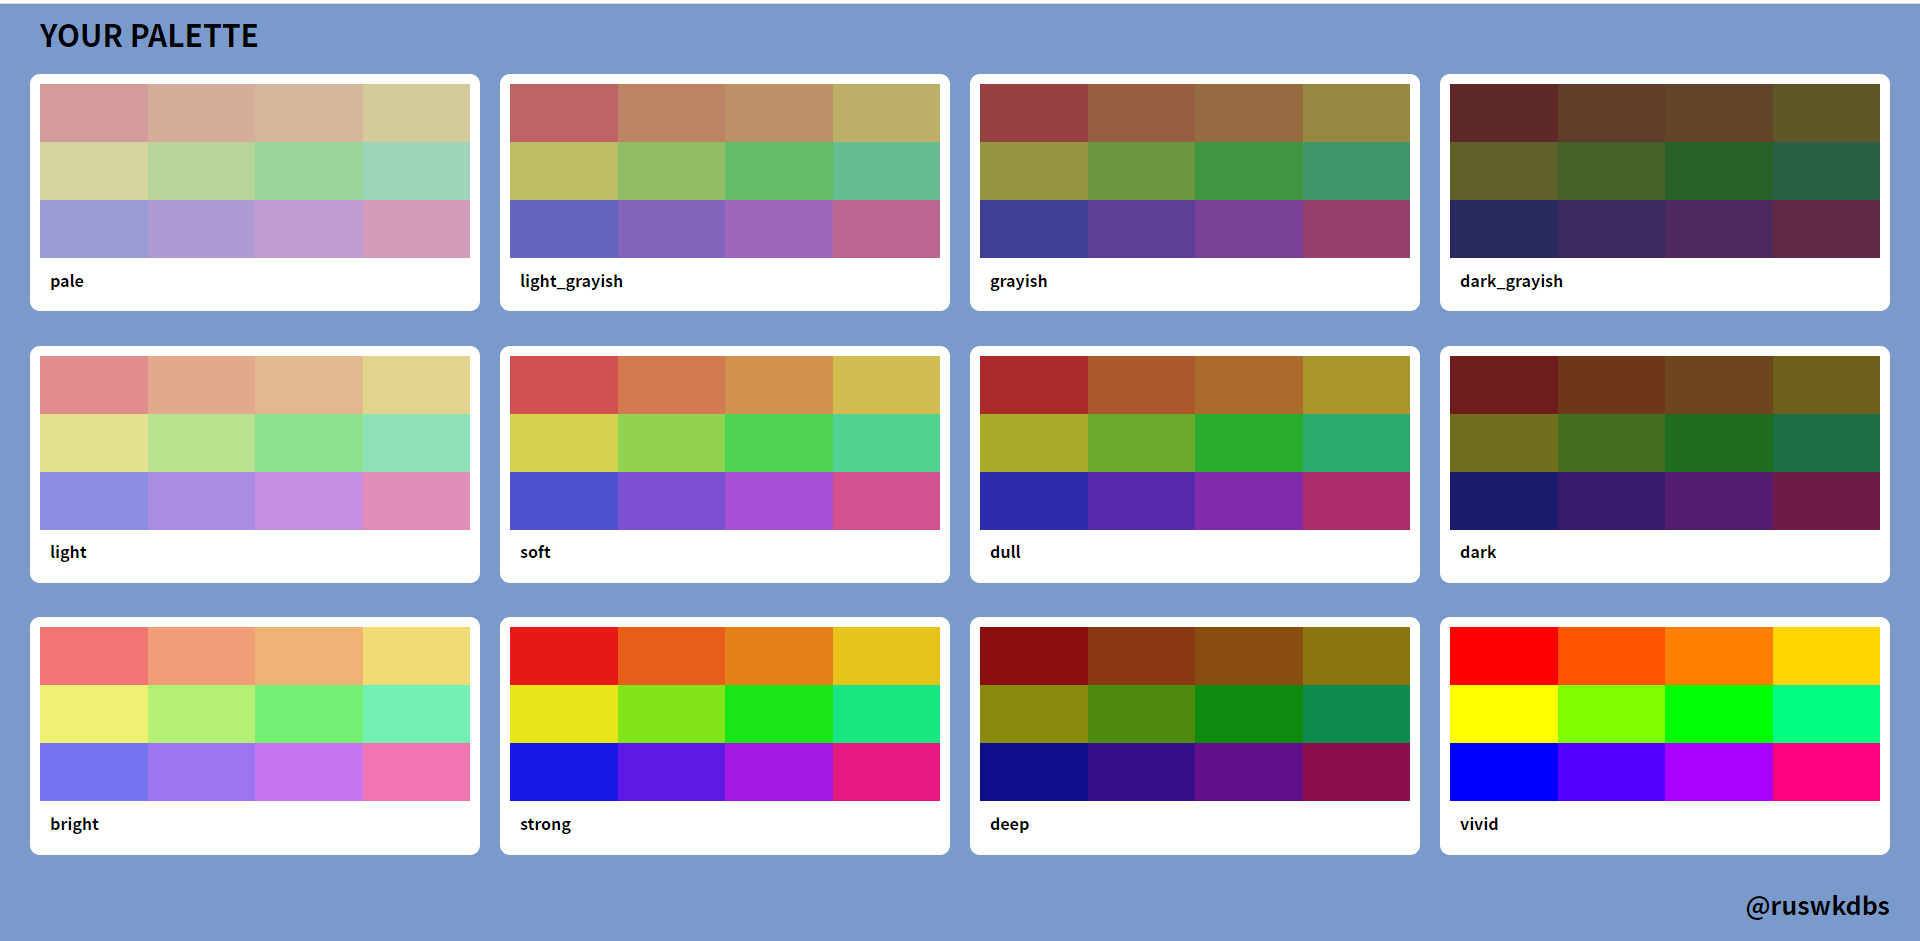 YOUR PALETTE
pale
light_grayish
grayish
dark_grayish
light
soft
dull
dark
bright
strong
deep
vivid
@ruswkdbs